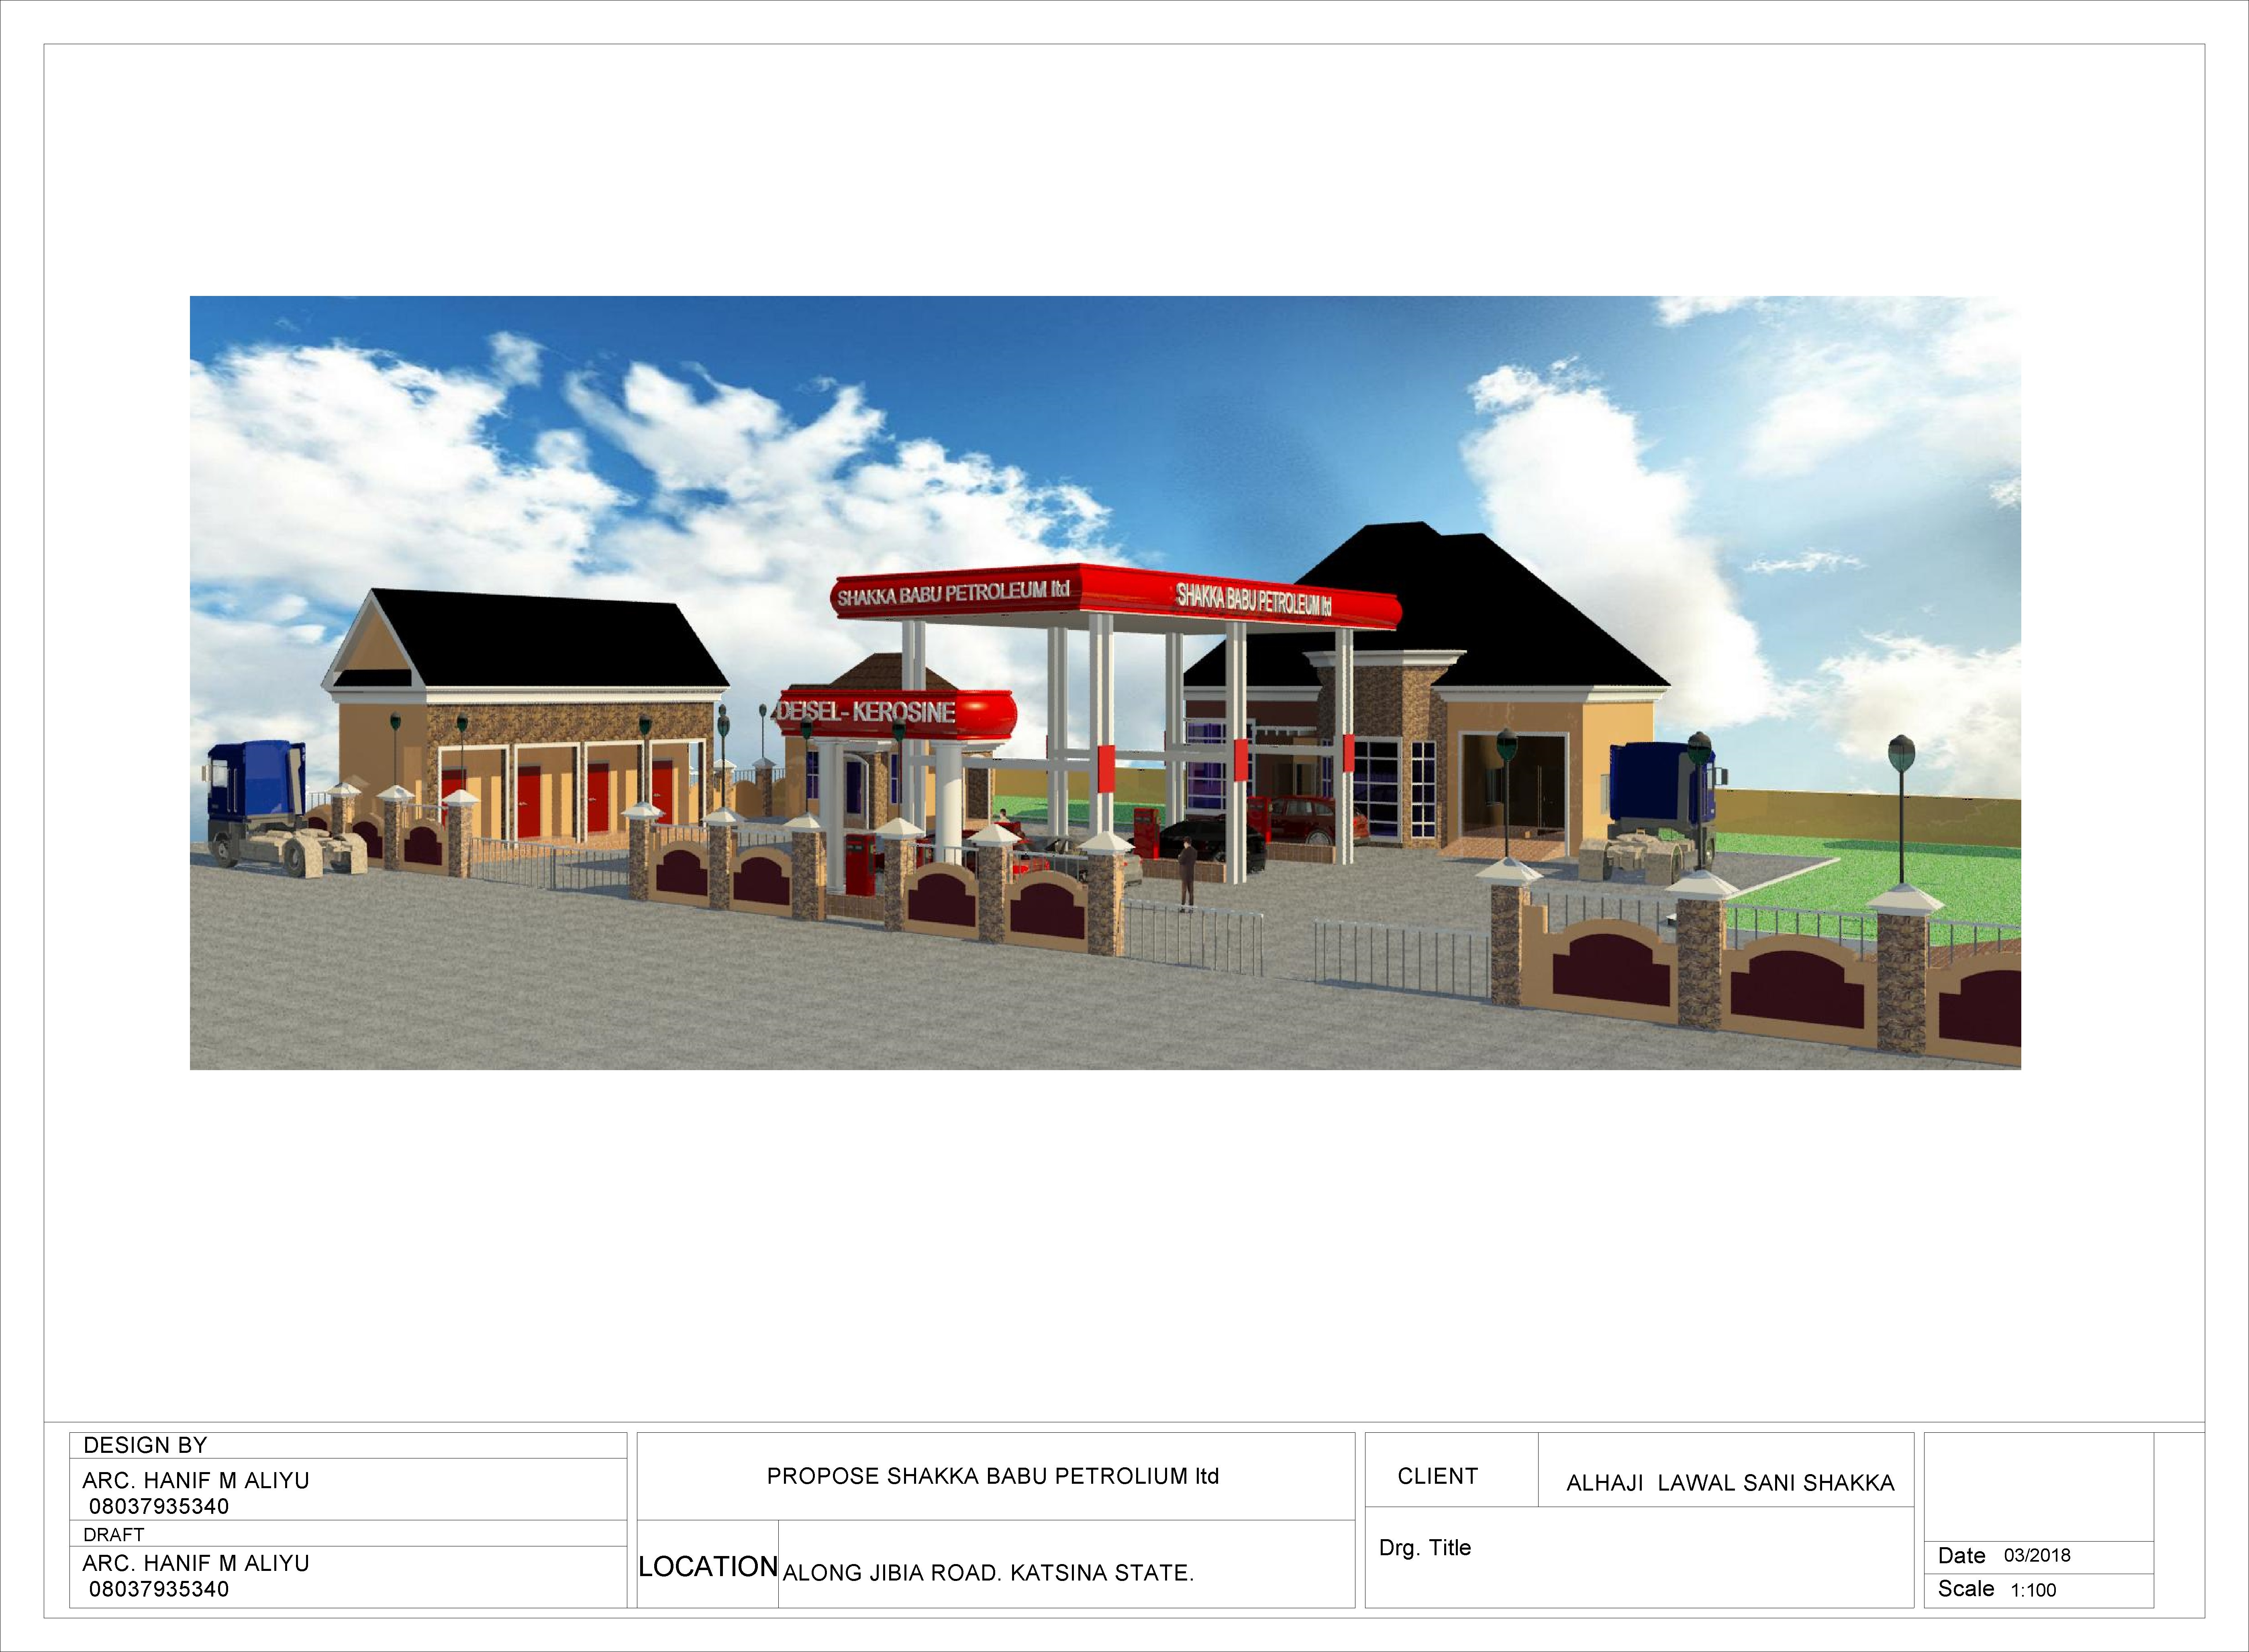 SHAKKA BABU PETROLEUM ltd
SHAKKA BABU PETROLEUM ltd
DEISEL- KEROSINE
DESIGN BY
ARC. HANIF M ALIYU
08037935340
DRAFT
ARC. HANIF M ALIYU
08037935340
PROPOSE SHAKKA BABU PETROLIUM ltd
LOCATION
ALONG JIBIA ROAD. KATSINA STATE.
CLIENT
ALHAJI LAWAL SANI SHAKKA
Drg. Title
Date 03/2018
Scale 1:100